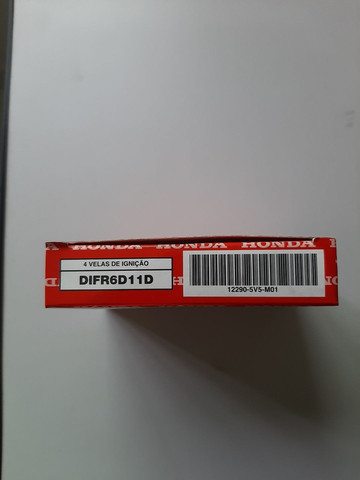 HONDA HONDA HONDA
4 VELAS DE IGNIÇÃO
DIFR6D11D
12290-5V5-M01